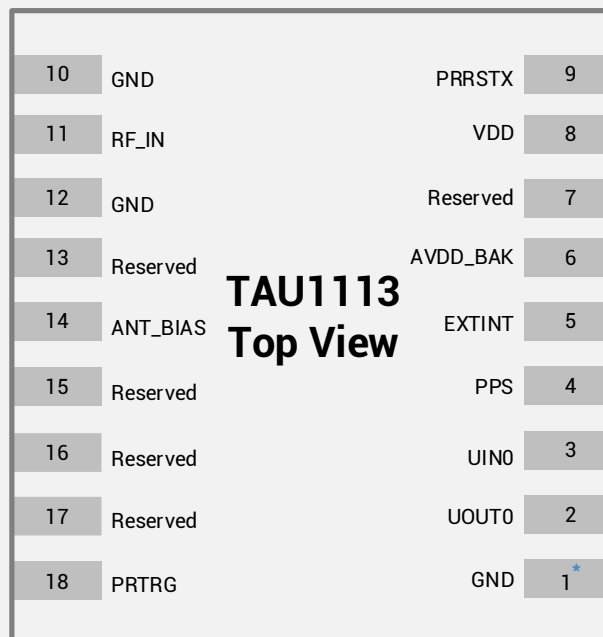 10 GND PRRSTX 9
11 RF_IN VDD 8
12 GND Reserved 7
13 Reserved AVDD_BAK 6
TAU1113
14 ANT_BIAS EXTINT 5
Top View
15 Reserved PPS 4
16 Reserved UIN0 3
17 Reserved UOUT0 2
18 PRTRG GND 1*